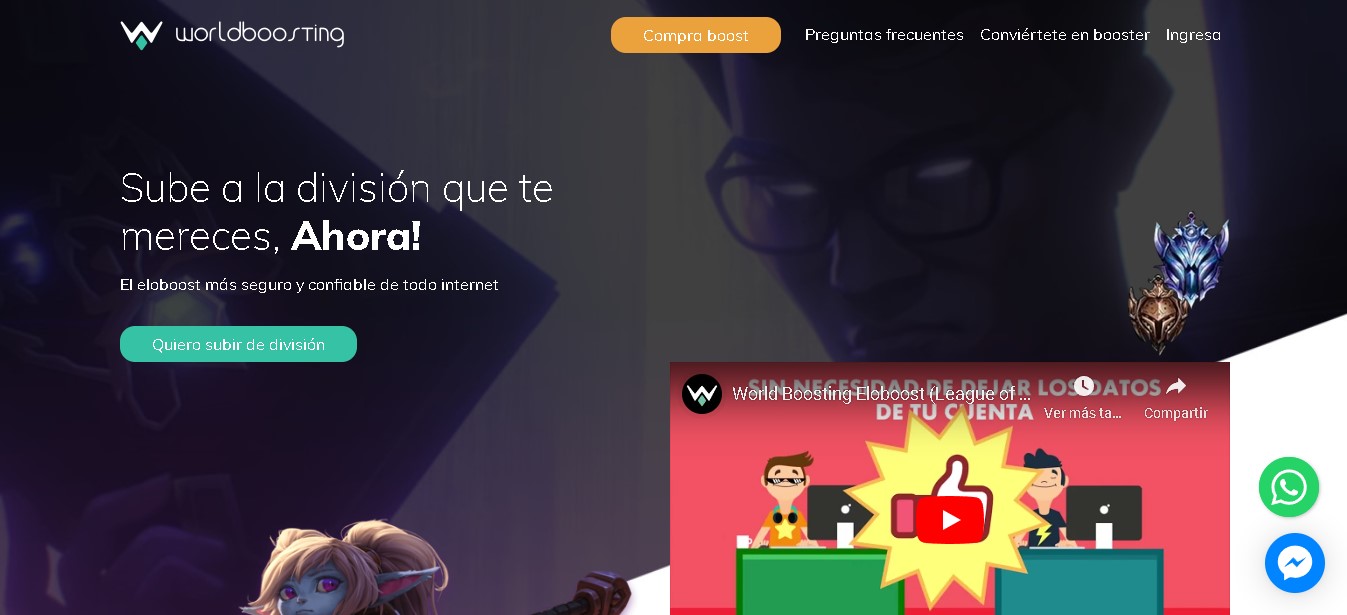 worldboosting
Compra boost
Preguntas frecuentes
Conviértete en booster
Ingresa
Sube a la división que te
mereces, Ahora!
El eloboost más seguro y confiable de todo internet
Quiero subir de división
SIN NECESIDAD DE DEJAR LOS DATOS
DE TU CUENTA
World Boosting Eloboost (League of ...
Ver más ta...
Compartir